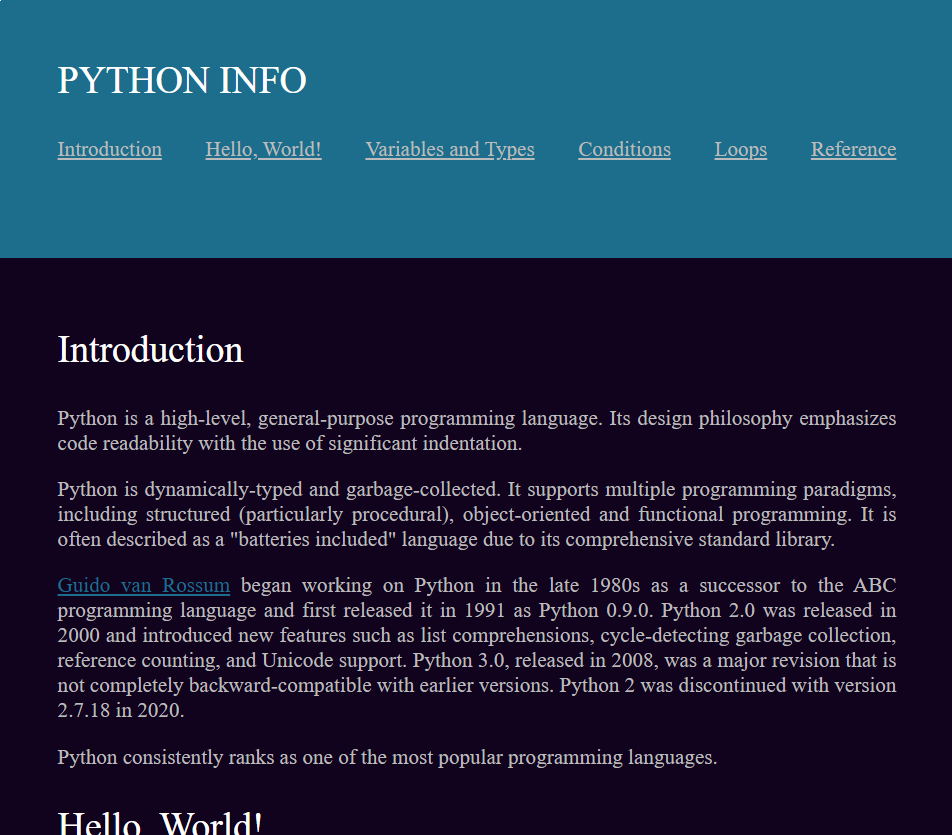 PYTHON INFO
Introduction Hello, World! Variables and Types Conditions Loops Reference
Introduction
Python is a high-level, general-purpose programming language. Its design philosophy emphasizes
code readability with the use of significant indentation.
Python is dynamically-typed and garbage-collected. It supports multiple programming paradigms,
including structured (particularly procedural), object-oriented and functional programming. It is
often described as a "batteries included" language due to its comprehensive standard library.
Guido van Rossum began working on Python in the late 1980s as a successor to the ABC
programming language and first released it in 1991 as Python 0.9.0. Python 2.0 was released in
2000 and introduced new features such as list comprehensions, cycle-detecting garbage collection,
reference counting, and Unicode support. Python 3.0, released in 2008, was a major revision that is
not completely backward-compatible with earlier versions. Python 2 was discontinued with version
2.7.18 in 2020.
Python consistently ranks as one of the most popular programming languages.
Hello, World!